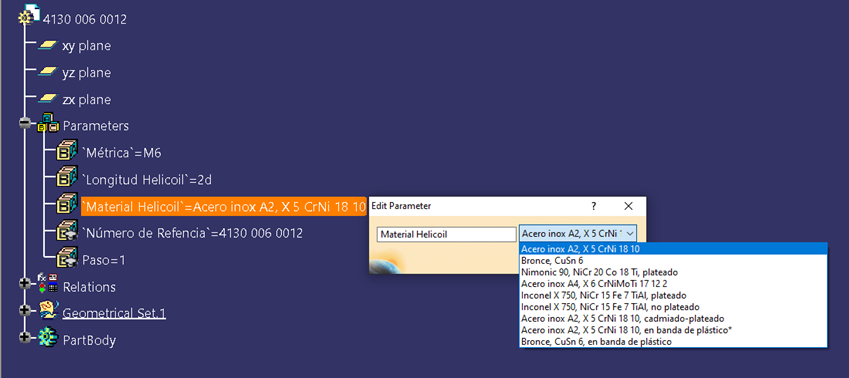 4130 006 0012
xy plane
yz plane
zx plane
Parameters
`Métrica`=M6
`Longitud Helicoil`=2d
`Material Helicoil`=Acero inox A2, X 5 CrNi 18 10
`Número de Refencia`=4130 006 0012
Paso=1
Relations
Geometrical Set.1
PartBody
Edit Parameter
Material Helicoil
Acero inox A2, X 5 CrNi 1
Acero inox A2, X 5 CrNi 18 10
Bronce, CuSn 6
Nimonic 90, NiCr 20 Co 18 Ti, plateado
Acero inox A4, X 6 CrNiMoTi 17 12 2
Inconel X 750, NiCr 15 Fe 7 TiAl, plateado
Inconel X 750, NiCr 15 Fe 7 TiAl, no plateado
Acero inox A2, X 5 CrNi 18 10, cadmiado-plateado
Acero inox A2, X 5 CrNi 18 10, en banda de plástico*
Bronce, CuSn 6, en banda de plástico